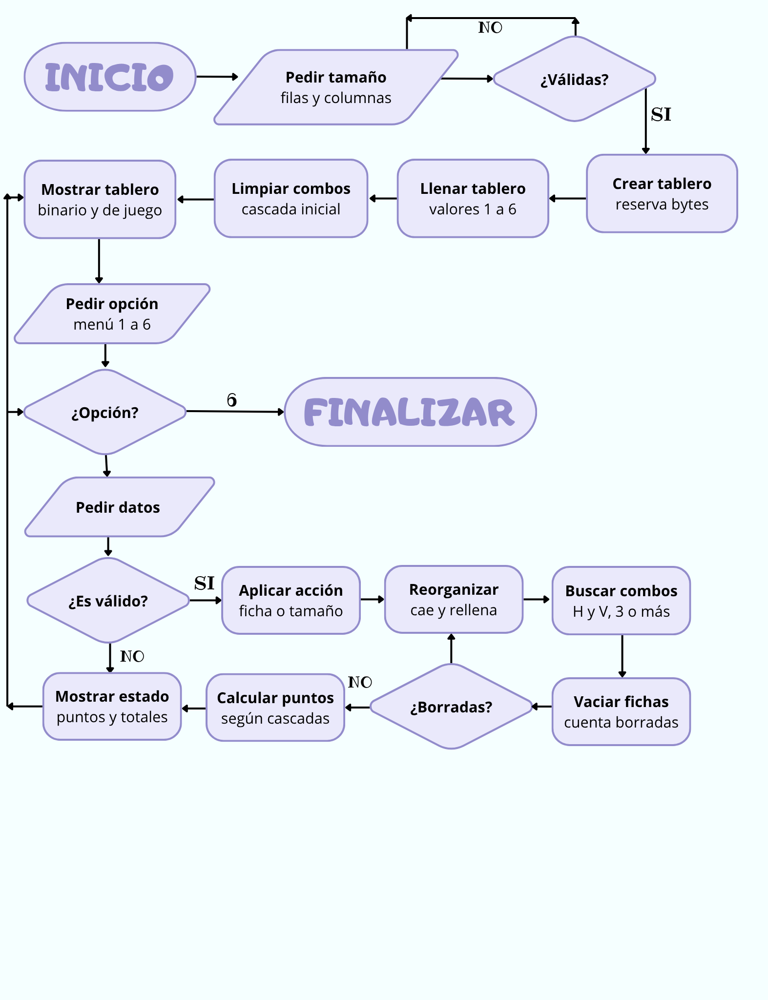 NO
INICIO
Pedir tamaño
filas y columnas
¿Válidas?
SI
Mostrar tablero
binario y de juego
Limpiar combos
cascada inicial
Llenar tablero
valores 1 a 6
Crear tablero
reserva bytes
Pedir opción
menú 1 a 6
¿Opción?
6
FINALIZAR
Pedir datos
¿Es válido?
SI
Aplicar acción
ficha o tamaño
Reorganizar
cae y rellena
Buscar combos
H y V, 3 o más
NO
Mostrar estado
puntos y totales
Calcular puntos
según cascadas
NO
¿Borradas?
Vaciar fichas
cuenta borradas